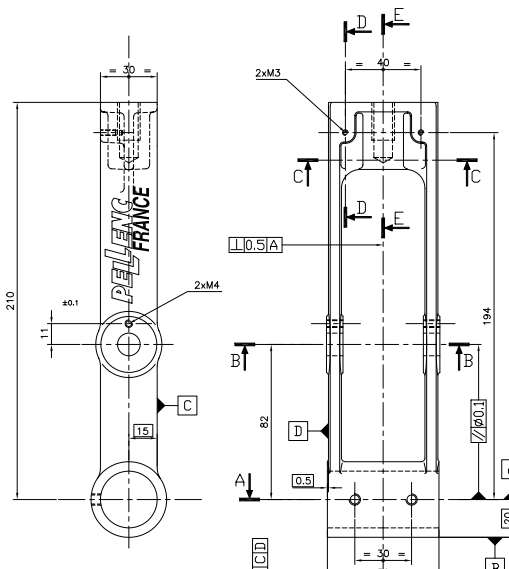 D
E
= 30 =
= 40 =
2xM3
C
C
D
E
PELLENC
FRANCE
⊥ 0.5 A
2xM4
210
±0.1
11
194
B
B
C
15
82
D
// Ø0.1
A
0.5
20
= 30 =
C D
B